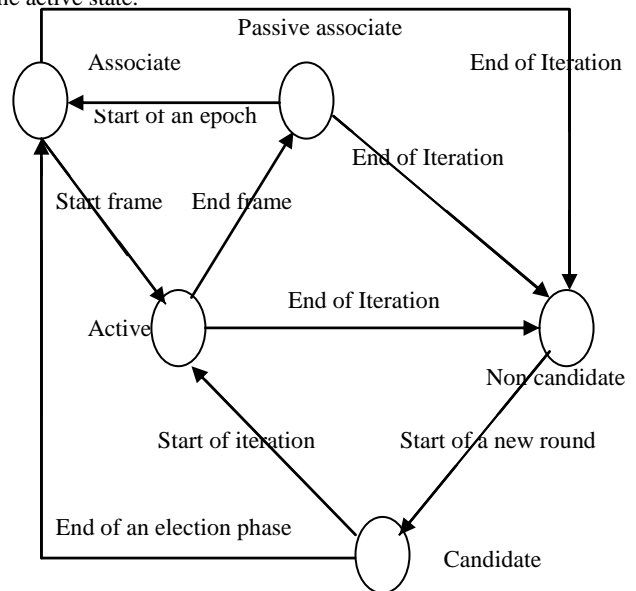 ne active state.
Passive associate
Associate
End of Iteration
Start of an epoch
End of Iteration
Start frame
End frame
End of Iteration
Active
Non candidate
Start of iteration
Start of a new round
End of an election phase
Candidate